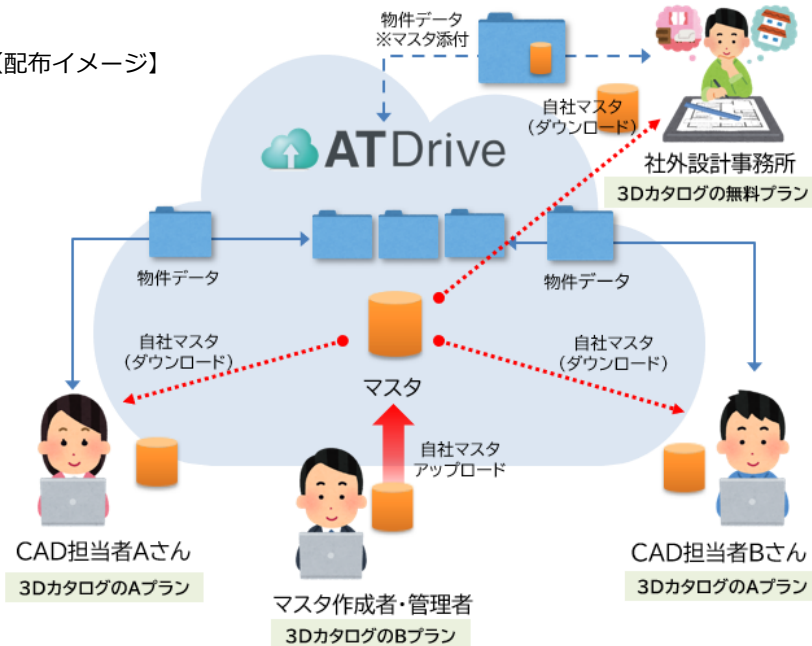 【配布イメージ】
物件データ
※マスタ添付
自社マスタ
（ダウンロード）
社外設計事務所
3Dカタログの無料プラン
ATDrive
物件データ
物件データ
自社マスタ
（ダウンロード）
自社マスタ
（ダウンロード）
マスタ
自社マスタ
アップロード
CAD担当者Aさん
3DカタログのAプラン
マスタ作成者・管理者
3DカタログのBプラン
CAD担当者Bさん
3DカタログのAプラン